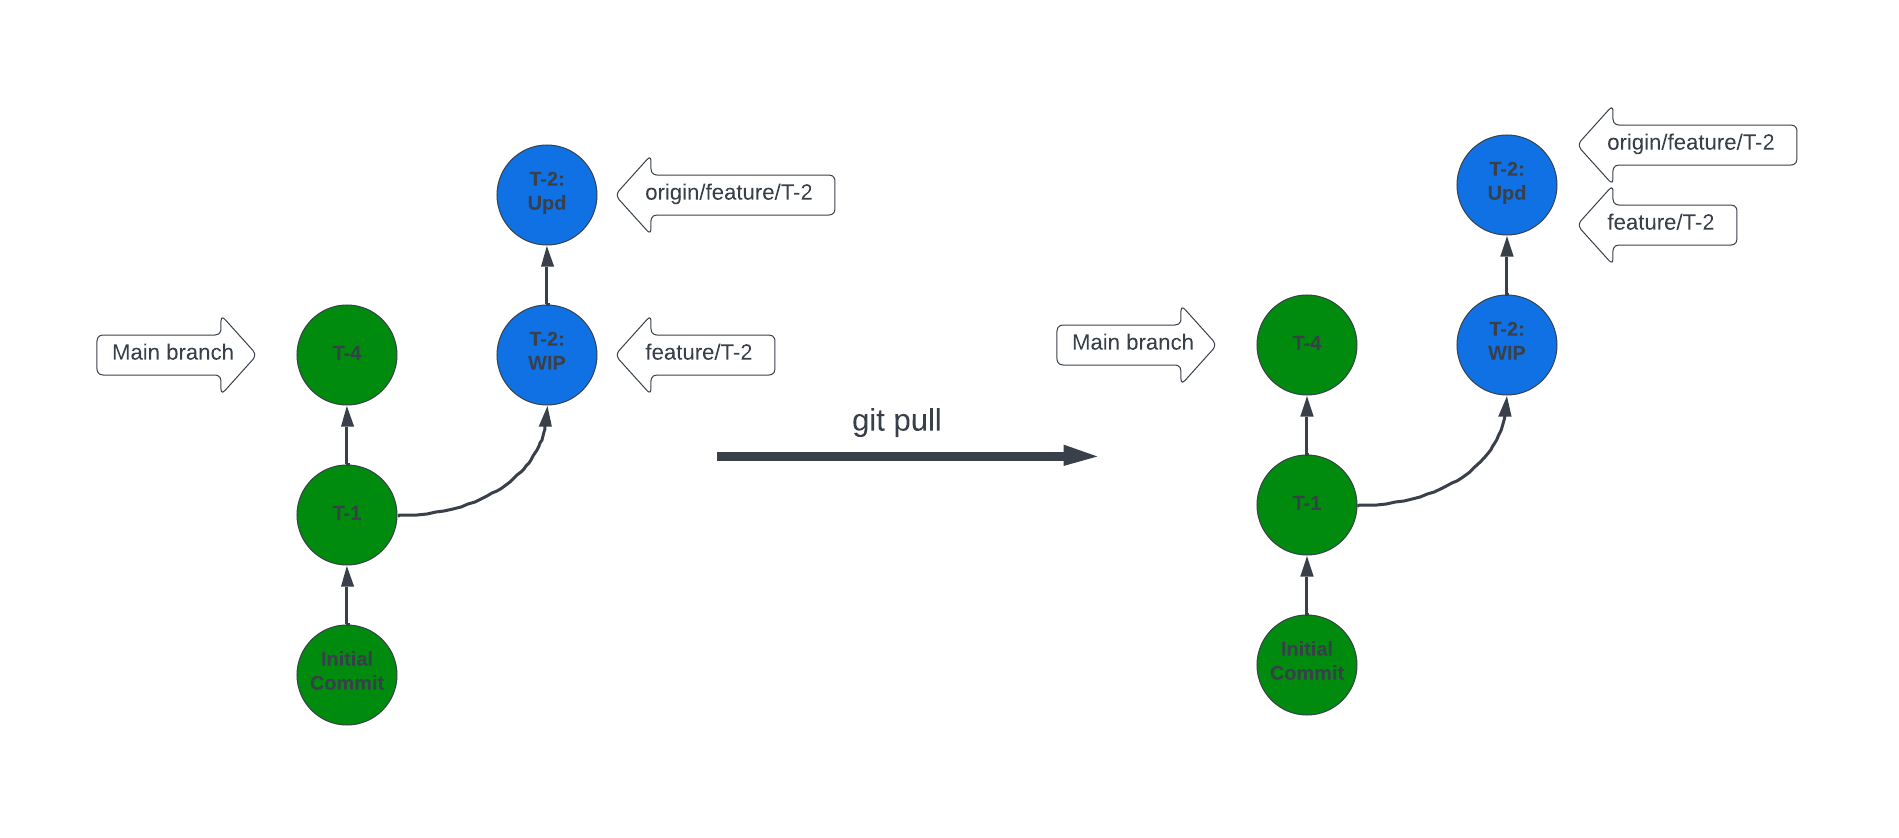 T-2:
Upd
origin/feature/T-2
Main branch
T-4
T-2:
WIP
feature/T-2
T-1
Initial
Commit
git pull
T-2:
Upd
origin/feature/T-2
feature/T-2
Main branch
T-4
T-2:
WIP
T-1
Initial
Commit